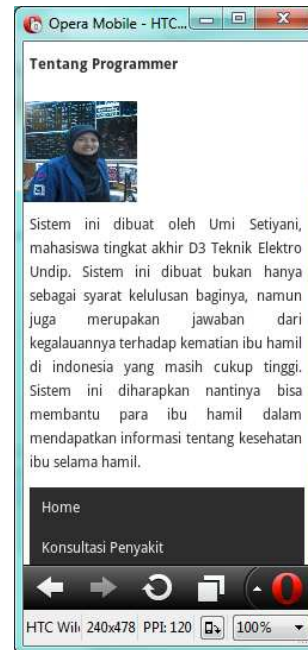 Opera Mobile - HTC...
Tentang Programmer
Sistem ini dibuat oleh Umi Setiyani,
mahasiswa tingkat akhir D3 Teknik Elektro
Undip. Sistem ini dibuat bukan hanya
sebagai syarat kelulusan baginya, namun
juga merupakan jawaban dari
kegalauannya terhadap kematian ibu hamil
di indonesia yang masih cukup tinggi.
Sistem ini diharapkan nantinya bisa
membantu para ibu hamil dalam
mendapatkan informasi tentang kesehatan
ibu selama hamil.
Home
Konsultasi Penyakit
HTC Wil 240x478 PPI: 120 100%